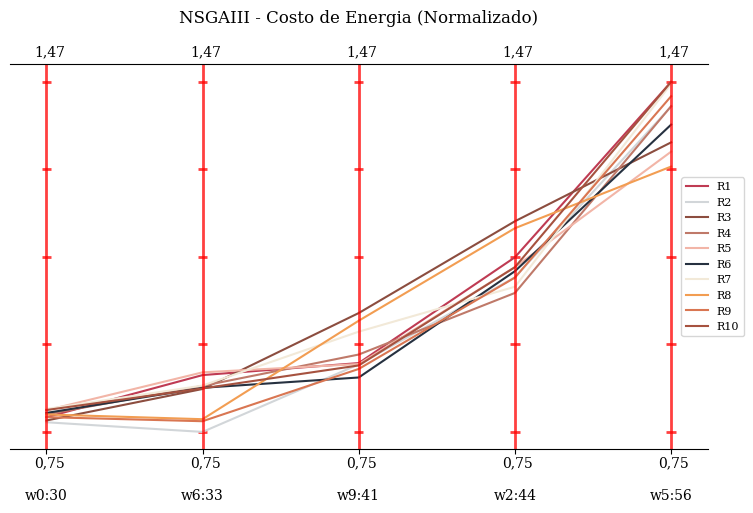 NSGAIII - Costo de Energia (Normalizado)
1,47 1,47 1,47 1,47 1,47
R1
R2
R3
R4
R5
R6
R7
R8
R9
R10
0,75 0,75 0,75 0,75 0,75
w0:30 w6:33 w9:41 w2:44 w5:56